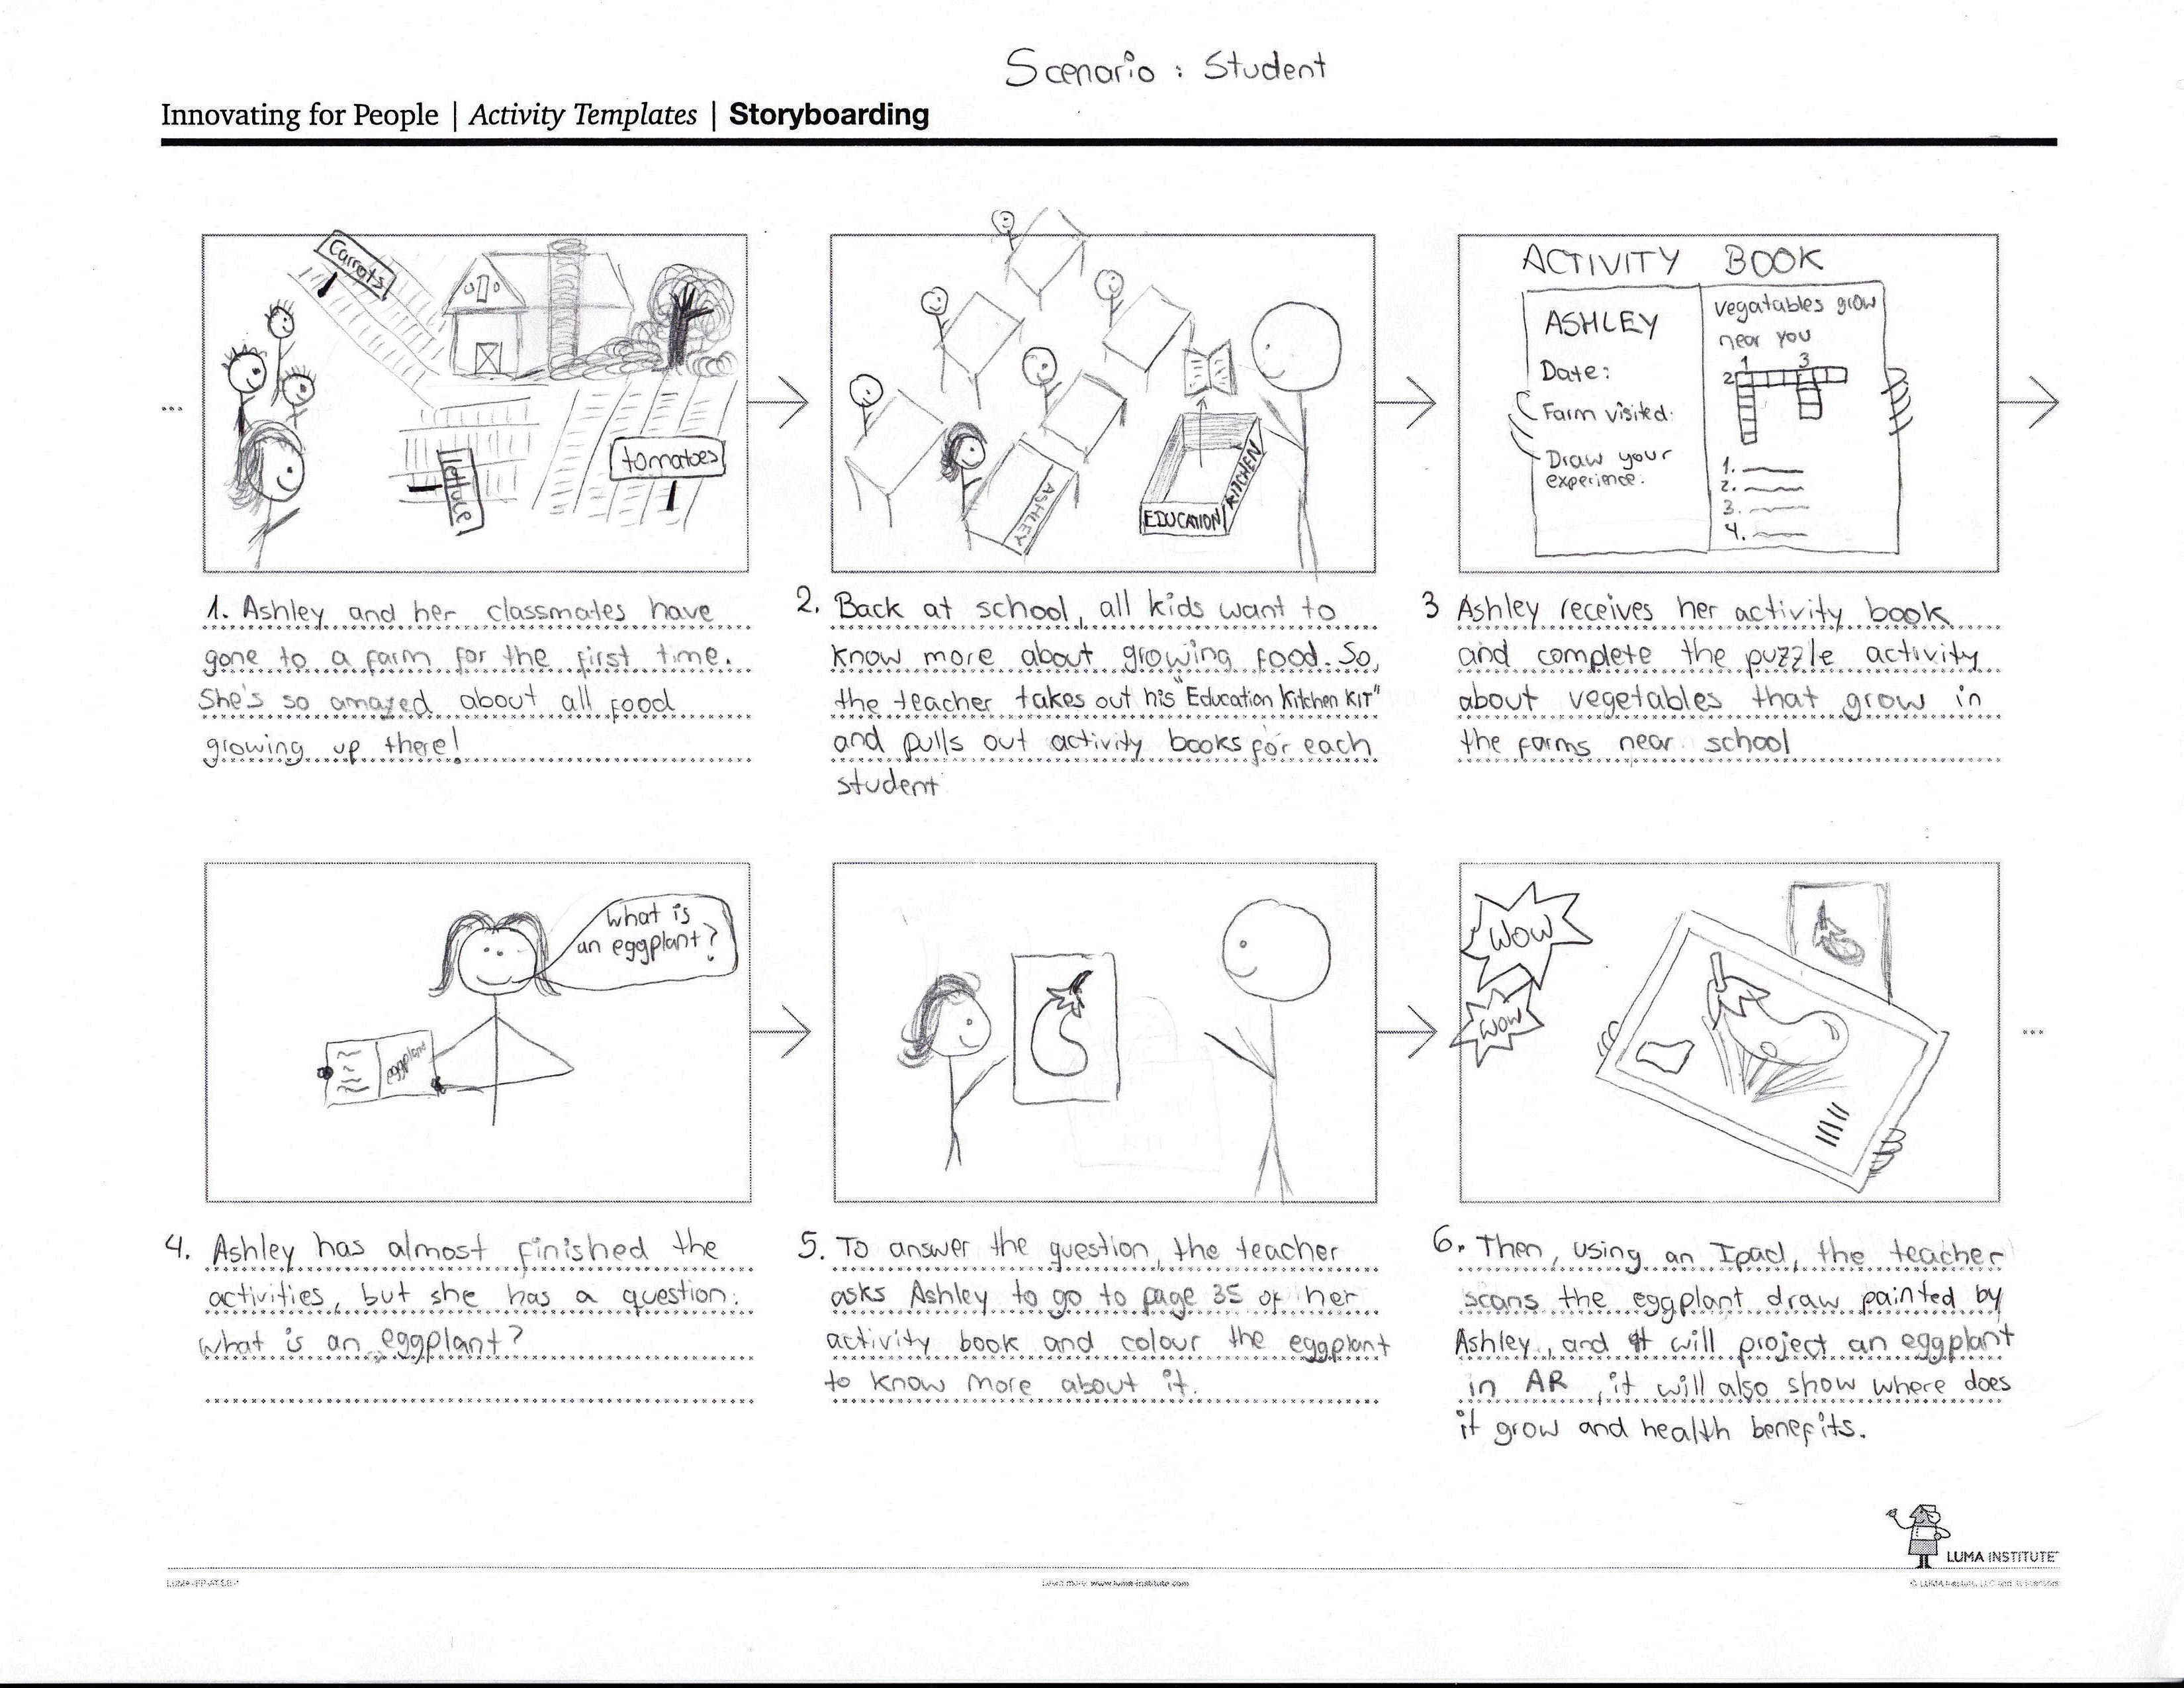 Scenario : Student
Innovating for People | Activity Templates | Storyboarding
Carrots
lettuce
tomatoes
ASHLEY
EDUCATION
KITCHEN
ACTIVITY BOOK
ASHLEY
Date:
Farm visited:
Draw your
experience:
vegatables grow
near you
1 3
2
1.
2.
3.
4.
1. Ashley and her classmates have
gone to a farm for the first time.
She's so amazed about all food
growing up there!
2. Back at school, all kids want to
know more about growing food. So,
the teacher takes out his "Education Kitchen KIT"
and pulls out activity books for each
student
3 Ashley receives her activity book
and complete the puzzle activity
about vegetables that grow in
the farms near school
What is
an eggplant?
eggplant
WOW
WOW
4. Ashley has almost finished the
activities, but she has a question:
What is an eggplant?
5. To answer the question, the teacher
asks Ashley to go to page 35 of her
activity book and colour the eggplant
to know more about it.
6. Then, using an Ipad, the teacher
scans the eggplant draw painted by
Ashley, and it will project an eggplant
in AR, it will also show where does
it grow and health benefits.
LUMA INSTITUTE
Learn more: www.luma-institute.com